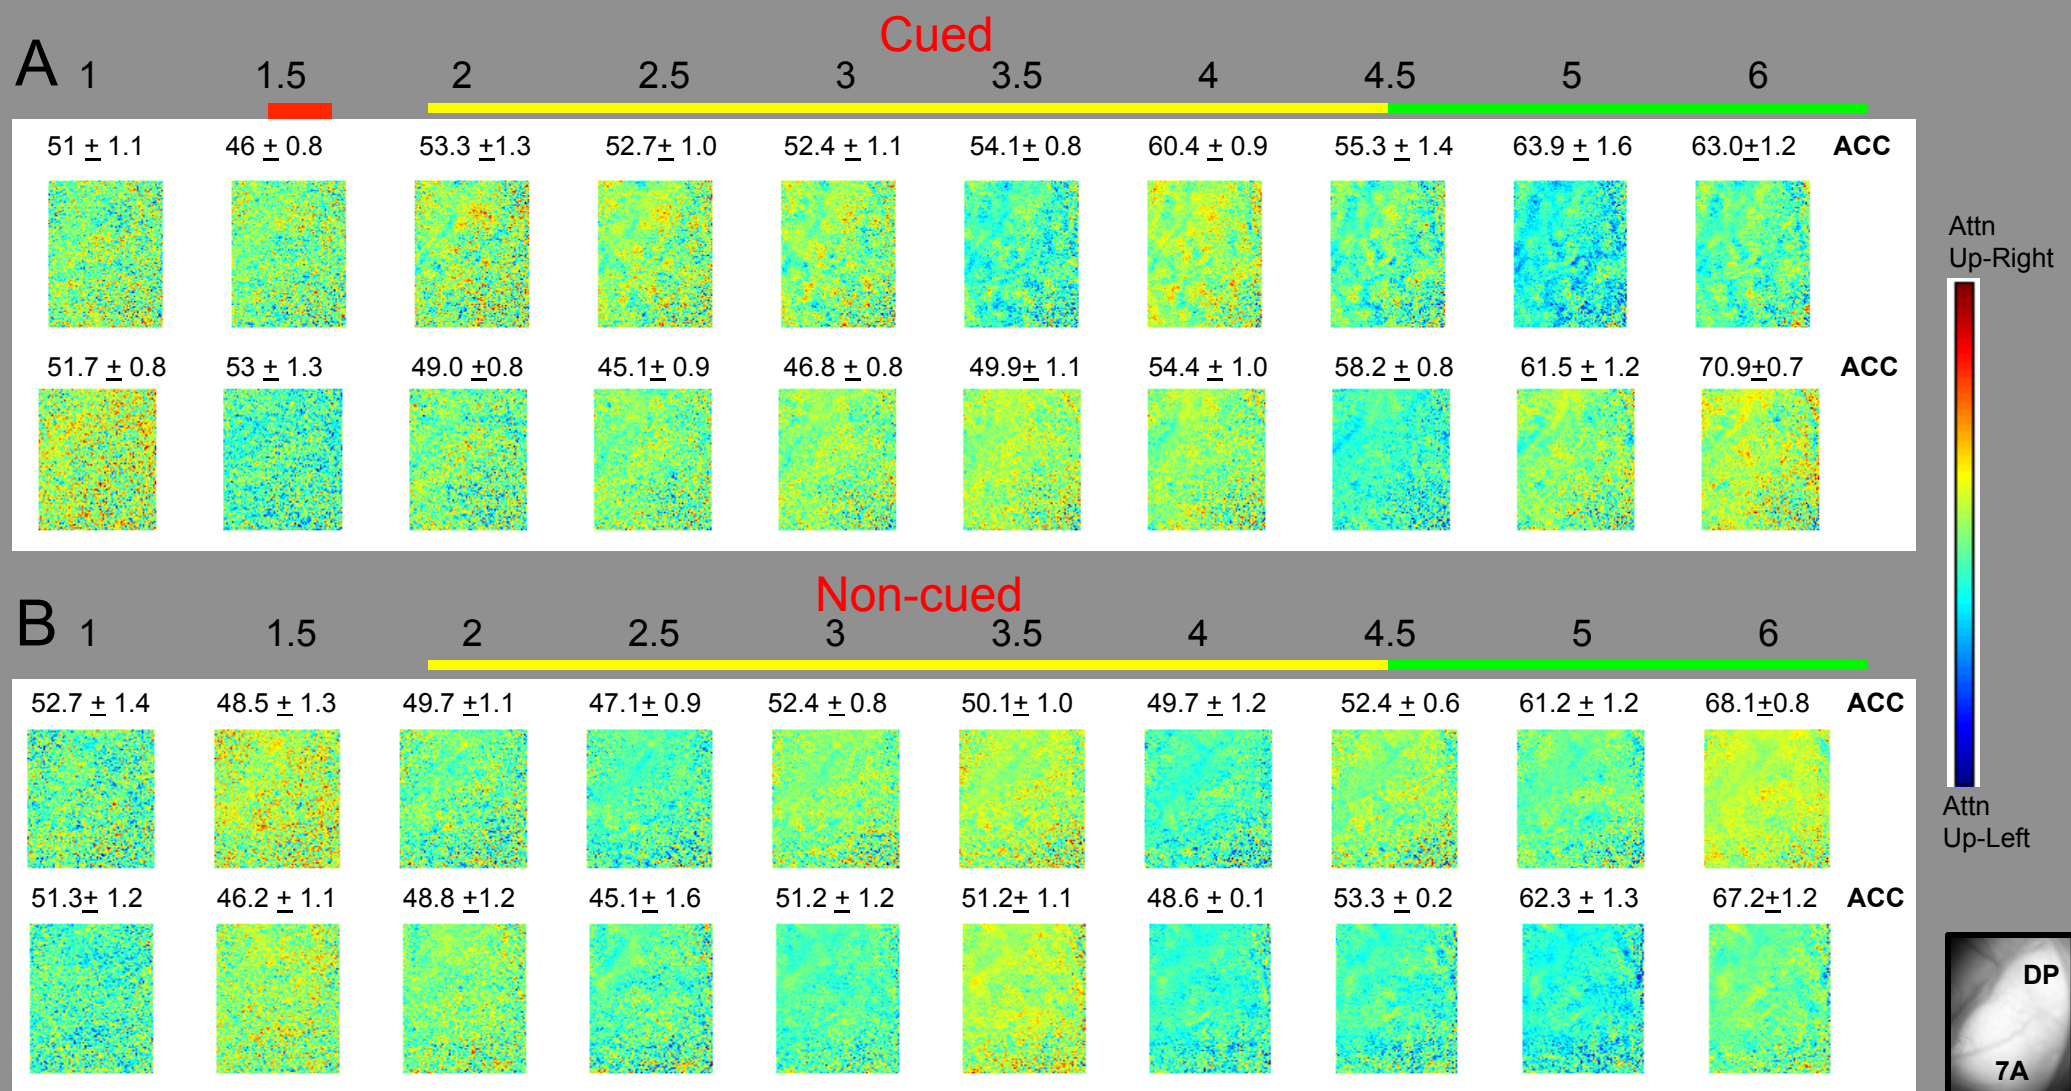 Cued
A 1 1.5 2 2.5 3 3.5 4 4.5 5 6
51 ± 1.1 46 ± 0.8 53.3 ±1.3 52.7± 1.0 52.4 ± 1.1 54.1± 0.8 60.4 ± 0.9 55.3 ± 1.4 63.9 ± 1.6 63.0±1.2 ACC
51.7 ± 0.8 53 ± 1.3 49.0 ±0.8 45.1± 0.9 46.8 ± 0.8 49.9± 1.1 54.4 ± 1.0 58.2 ± 0.8 61.5 ± 1.2 70.9±0.7 ACC
Non-cued
B 1 1.5 2 2.5 3 3.5 4 4.5 5 6
52.7 ± 1.4 48.5 ± 1.3 49.7 ±1.1 47.1± 0.9 52.4 ± 0.8 50.1± 1.0 49.7 ± 1.2 52.4 ± 0.6 61.2 ± 1.2 68.1±0.8 ACC
51.3± 1.2 46.2 ± 1.1 48.8 ±1.2 45.1± 1.6 51.2 ± 1.2 51.2± 1.1 48.6 ± 0.1 53.3 ± 0.2 62.3 ± 1.3 67.2±1.2 ACC
Attn
Up-Right
Attn
Up-Left
DP
7A